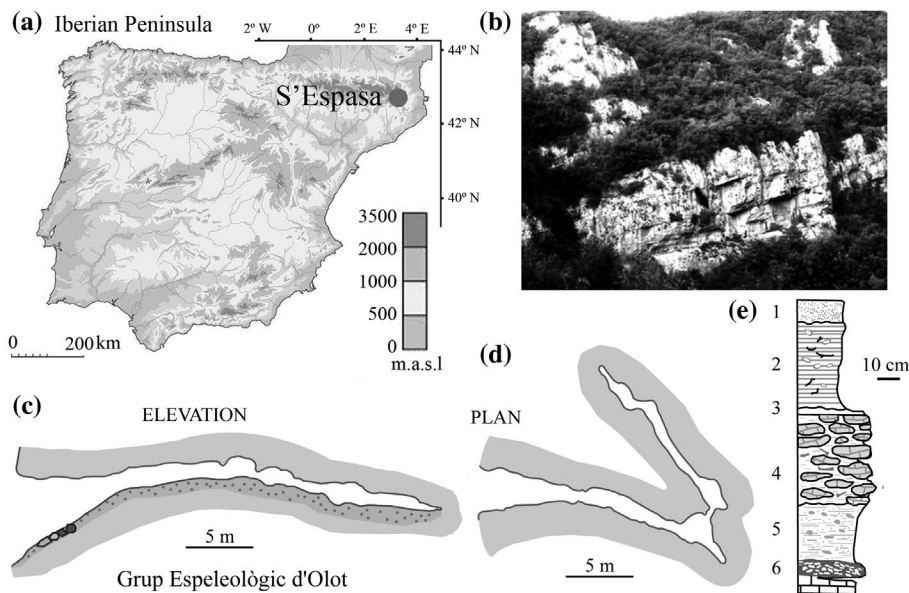 (a) Iberian Peninsula
2º W 0º 2º E 4º E
44º N
S'Espasa
42º N
40º N
3500
2000
1000
500
0
m.a.s.l
0 200 km
(b)
(c)
ELEVATION
5 m
Grup Espeleològic d'Olot
(d)
PLAN
5 m
(e)
1
2
3
4
5
6
10 cm